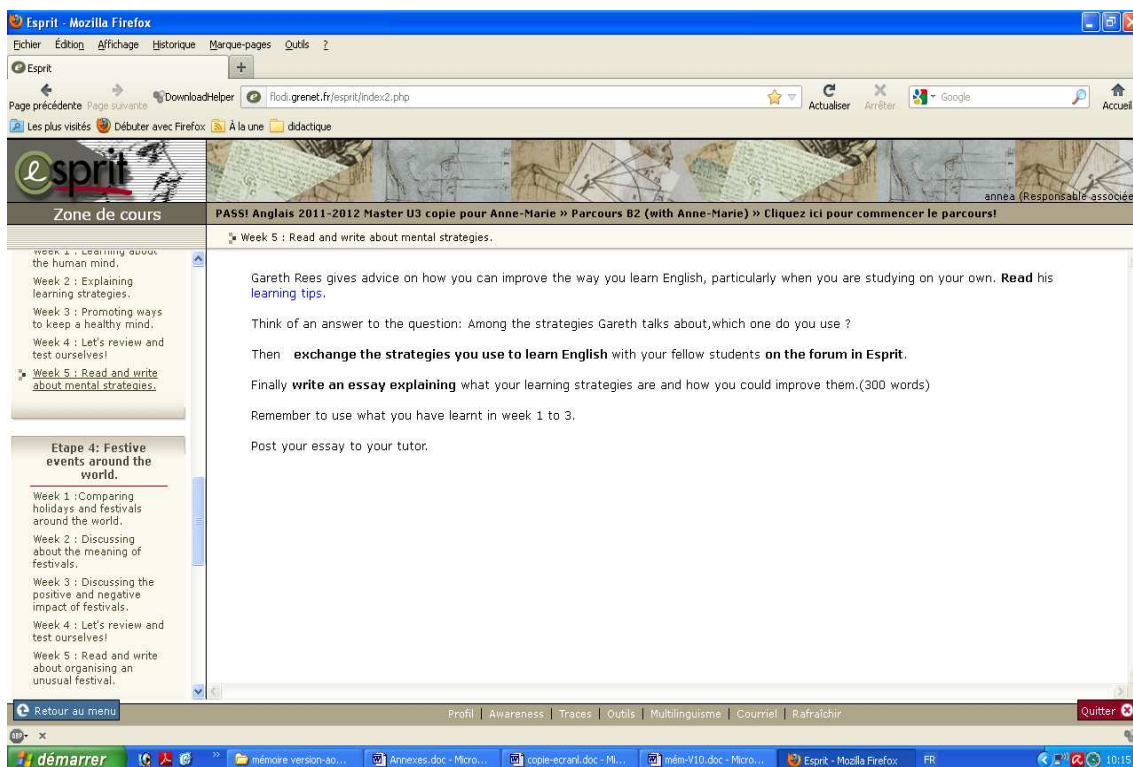 Esprit - Mozilla Firefox
Fichier Édition Affichage Historique Marque-pages Outils ?
Esprit
Page précédente Page suivante DownloadHelper flodi.grenet.fr/esprit/index2.php Actualiser Arrêter Google Accueil
Les plus visités Débuter avec Firefox À la une didactique
esprit
annea (Responsable associée
Zone de cours
PASS! Anglais 2011-2012 Master U3 copie pour Anne-Marie » Parcours B2 (with Anne-Marie) » Cliquez ici pour commencer le parcours!
Week 5 : Read and write about mental strategies.
Week 1 : Learning about
the human mind.
Week 2 : Explaining
learning strategies.
Week 3 : Promoting ways
to keep a healthy mind.
Week 4 : Let's review and
test ourselves!
Week 5 : Read and write
about mental strategies.
Etape 4: Festive
events around the
world.
Week 1 :Comparing
holidays and festivals
around the world.
Week 2 : Discussing
about the meaning of
festivals.
Week 3 : Discussing the
positive and negative
impact of festivals.
Week 4 : Let's review and
test ourselves!
Week 5 : Read and write
about organising an
unusual festival.
Gareth Rees gives advice on how you can improve the way you learn English, particularly when you are studying on your own. Read his
learning tips.
Think of an answer to the question: Among the strategies Gareth talks about,which one do you use ?
Then exchange the strategies you use to learn English with your fellow students on the forum in Esprit.
Finally write an essay explaining what your learning strategies are and how you could improve them.(300 words)
Remember to use what you have learnt in week 1 to 3.
Post your essay to your tutor.
Retour au menu
Profil | Awareness | Traces | Outils | Multilinguisme | Courriel | Rafraîchir
Quitter
ABP
démarrer mémoire version-ao... Annexes.doc - Micro... copie-ecranl.doc - Mi... mém-V10.doc - Micro... Esprit - Mozilla Firefox FR 10:15